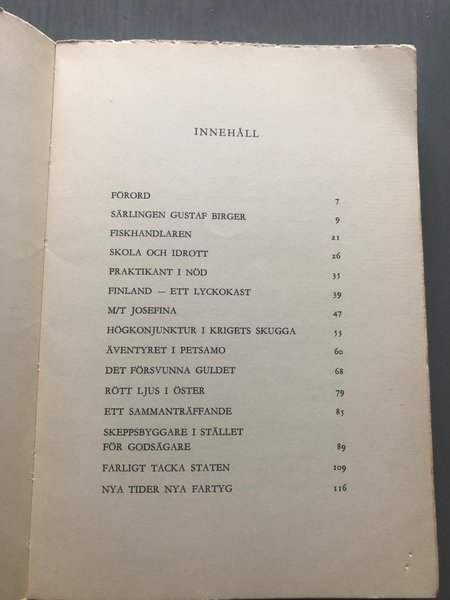 INNEHÅLL
FÖRORD 7
SÄRLINGEN GUSTAF BIRGER 9
FISKHANDLAREN 21
SKOLA OCH IDROTT 26
PRAKTIKANT I NÖD 35
FINLAND – ETT LYCKOKAST 39
M/T JOSEFINA 47
HÖGKONJUNKTUR I KRIGETS SKUGGA 53
ÄVENTYRET I PETSAMO 60
DET FÖRSVUNNA GULDET 68
RÖTT LJUS I ÖSTER 79
ETT SAMMANTRÄFFANDE 85
SKEPPSBYGGARE I STÄLLET
FÖR GODSÄGARE 89
FARLIGT TACKA STATEN 109
NYA TIDER NYA FARTYG 116